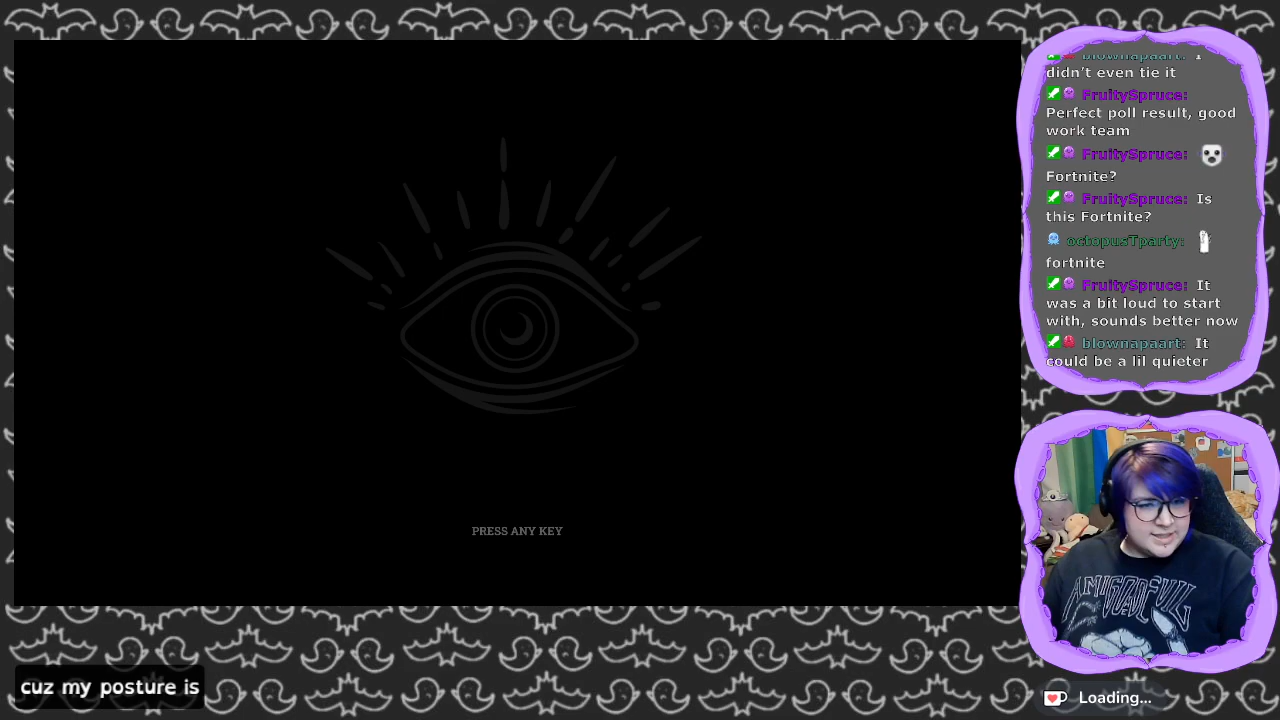 PRESS ANY KEY
blownapaart: I
didn't even tie it
FruitySpruce:
Perfect poll result, good
work team
FruitySpruce:
Fortnite?
FruitySpruce: Is
this Fortnite?
octopusTparty:
fortnite
FruitySpruce: It
was a bit loud to start
with, sounds better now
blownapaart: It
could be a lil quieter
cuz my posture is
Loading...